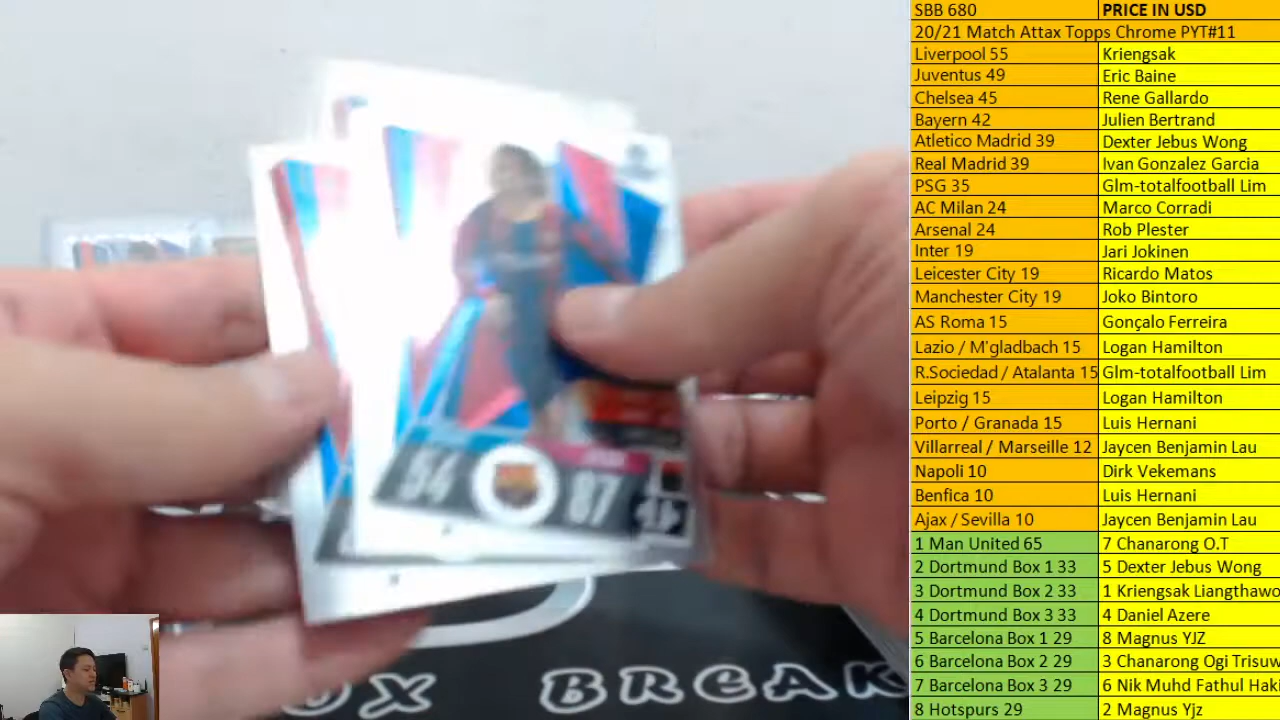 SBB 680 PRICE IN USD
20/21 Match Attax Topps Chrome PYT#11
Liverpool 55 Kriengsak
Juventus 49 Eric Baine
Chelsea 45 Rene Gallardo
Bayern 42 Julien Bertrand
Atletico Madrid 39 Dexter Jebus Wong
Real Madrid 39 Ivan Gonzalez Garcia
PSG 35 Glm-totalfootball Lim
AC Milan 24 Marco Corradi
Arsenal 24 Rob Plester
Inter 19 Jari Jokinen
Leicester City 19 Ricardo Matos
Manchester City 19 Joko Bintoro
AS Roma 15 Gonçalo Ferreira
Lazio / M'gladbach 15 Logan Hamilton
R.Sociedad / Atalanta 15 Glm-totalfootball Lim
Leipzig 15 Logan Hamilton
Porto / Granada 15 Luis Hernani
Villarreal / Marseille 12 Jaycen Benjamin Lau
Napoli 10 Dirk Vekemans
Benfica 10 Luis Hernani
Ajax / Sevilla 10 Jaycen Benjamin Lau
1 Man United 65 7 Chanarong O.T
2 Dortmund Box 1 33 5 Dexter Jebus Wong
3 Dortmund Box 2 33 1 Kriengsak Liangthawo
4 Dortmund Box 3 33 4 Daniel Azere
5 Barcelona Box 1 29 8 Magnus YJZ
6 Barcelona Box 2 29 3 Chanarong Ogi Trisuw
7 Barcelona Box 3 29 6 Nik Muhd Fathul Haki
8 Hotspurs 29 2 Magnus Yjz
54 87
OX BREAK